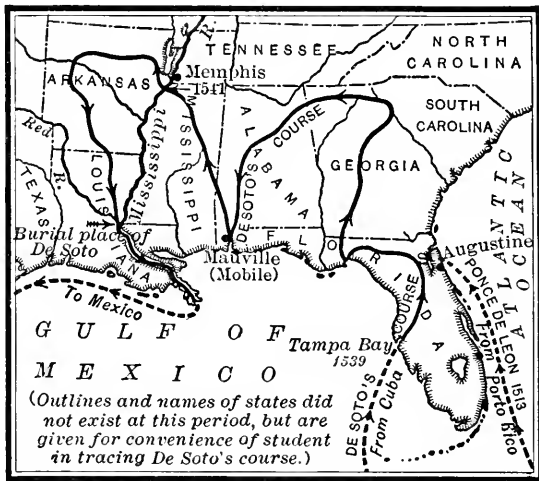 TENNESSEE
NORTH
CAROLINA
R.
ARKANSAS
Memphis
1541
SOUTH
CAROLINA
Red
R.
Mississippi
MISSISSIPPI
ALABAMA
DE SOTO'S COURSE
GEORGIA
TEXAS
LOUISIANA
Burial place of
De Soto
Mauville
(Mobile)
FLORIDA
St Augustine
ATLANTIC
OCEAN
To Mexico
GULF OF
MEXICO
Tampa Bay
1539
DE SOTO'S COURSE
From Cuba
PONCE DE LEON 1513
From Porto Rico
(Outlines and names of states did
not exist at this period, but are
given for convenience of student
in tracing De Soto's course.)